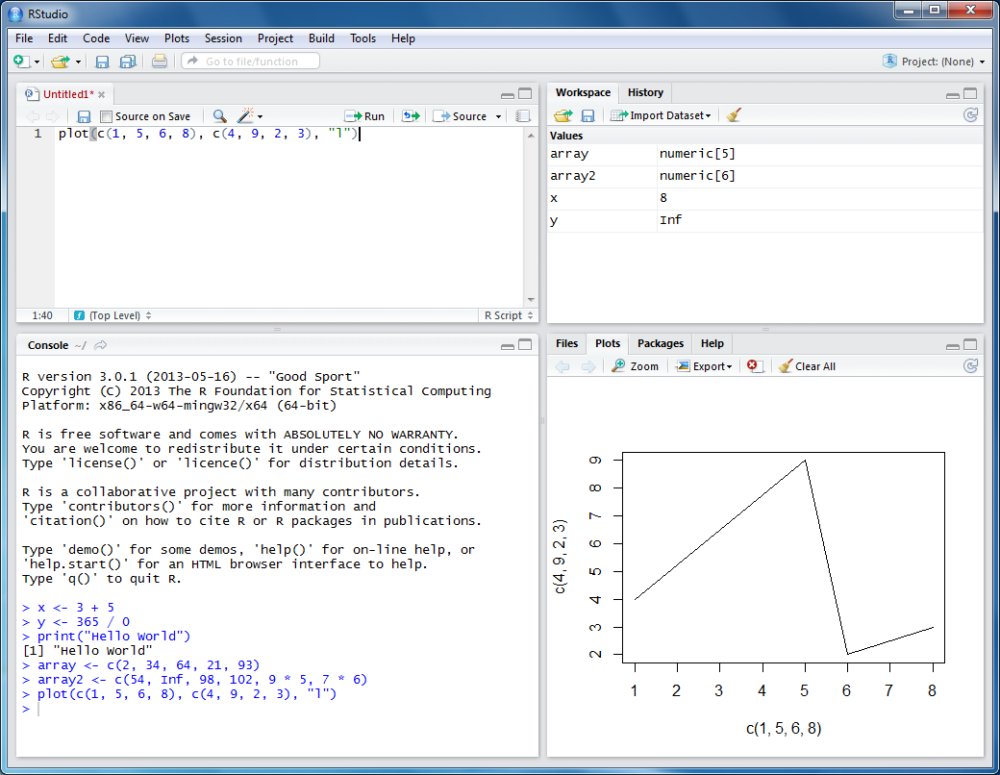 RStudio
File Edit Code View Plots Session Project Build Tools Help
Go to file/function
Project: (None)
Untitled1*
Source on Save
Run
Source
1 plot(c(1, 5, 6, 8), c(4, 9, 2, 3), "l")
1:40 (Top Level) R Script
Workspace History
Import Dataset
Values
array numeric[5]
array2 numeric[6]
x 8
y Inf
Console ~/
R version 3.0.1 (2013-05-16) -- "Good Sport"
Copyright (C) 2013 The R Foundation for Statistical Computing
Platform: x86_64-w64-mingw32/x64 (64-bit)
R is free software and comes with ABSOLUTELY NO WARRANTY.
You are welcome to redistribute it under certain conditions.
Type 'license()' or 'licence()' for distribution details.
R is a collaborative project with many contributors.
Type 'contributors()' for more information and
'citation()' on how to cite R or R packages in publications.
Type 'demo()' for some demos, 'help()' for on-line help, or
'help.start()' for an HTML browser interface to help.
Type 'q()' to quit R.
> x <- 3 + 5
> y <- 365 / 0
> print("Hello World")
[1] "Hello World"
> array <- c(2, 34, 64, 21, 93)
> array2 <- c(54, Inf, 98, 102, 9 * 5, 7 * 6)
> plot(c(1, 5, 6, 8), c(4, 9, 2, 3), "l")
>
Files Plots Packages Help
Zoom Export Clear All
c(4, 9, 2, 3)
9
8
7
6
5
4
3
2
1 2 3 4 5 6 7 8
c(1, 5, 6, 8)